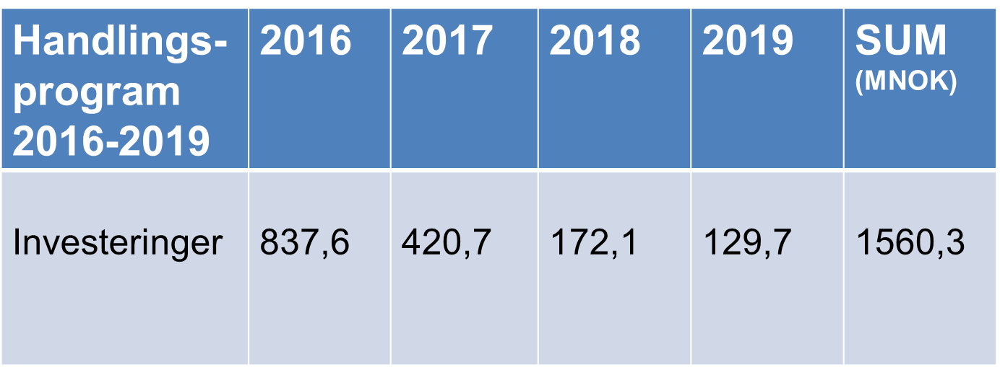 Handlings-
program
2016-2019
2016
2017
2018
2019
SUM
(MNOK)
Investeringer 837,6 420,7 172,1 129,7 1560,3